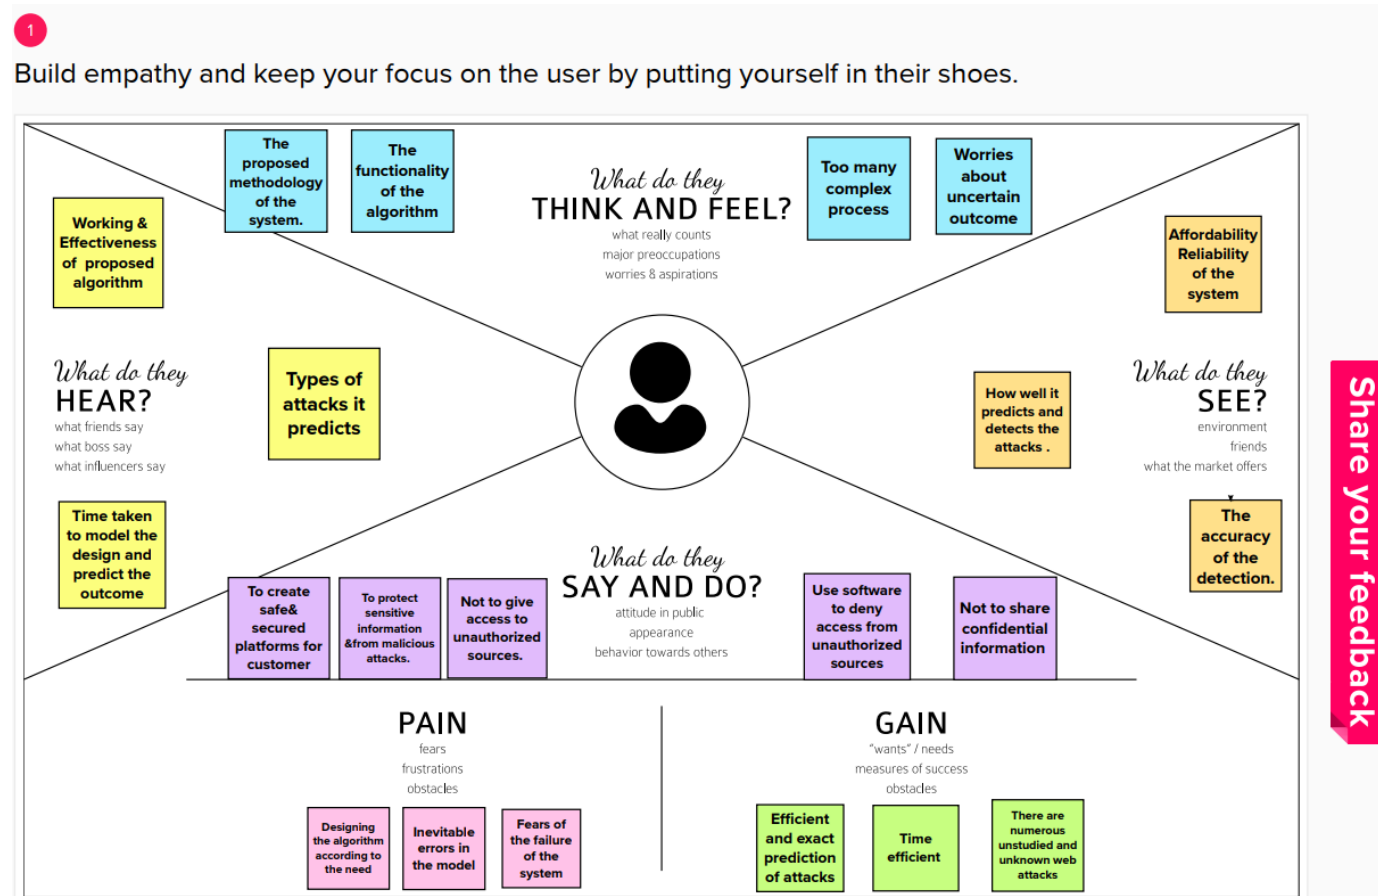 1
Build empathy and keep your focus on the user by putting yourself in their shoes.
The
proposed
methodology
of the
system.
The
functionality
of the
algorithm
What do they
THINK AND FEEL?
what really counts
major preoccupations
worries & aspirations
Too many
complex
process
Worries
about
uncertain
outcome
Working &
Effectiveness
of proposed
algorithm
Affordability
Reliability
of the
system
What do they
HEAR?
what friends say
what boss say
what influencers say
Types of
attacks it
predicts
How well it
predicts and
detects the
attacks .
What do they
SEE?
environment
friends
what the market offers
Time taken
to model the
design and
predict the
outcome
The
accuracy
of the
detection.
What do they
SAY AND DO?
attitude in public
appearance
behavior towards others
To create
safe&
secured
platforms for
customer
To protect
sensitive
information
&from malicious
attacks.
Not to give
access to
unauthorized
sources.
Use software
to deny
access from
unauthorized
sources
Not to share
confidential
information
PAIN
fears
frustrations
obstacles
GAIN
"wants" / needs
measures of success
obstacles
Designing
the algorithm
according to
the need
Inevitable
errors in
the model
Fears of
the failure
of the
system
Efficient
and exact
prediction
of attacks
Time
efficient
There are
numerous
unstudied and
unknown web
attacks
Share your feedback